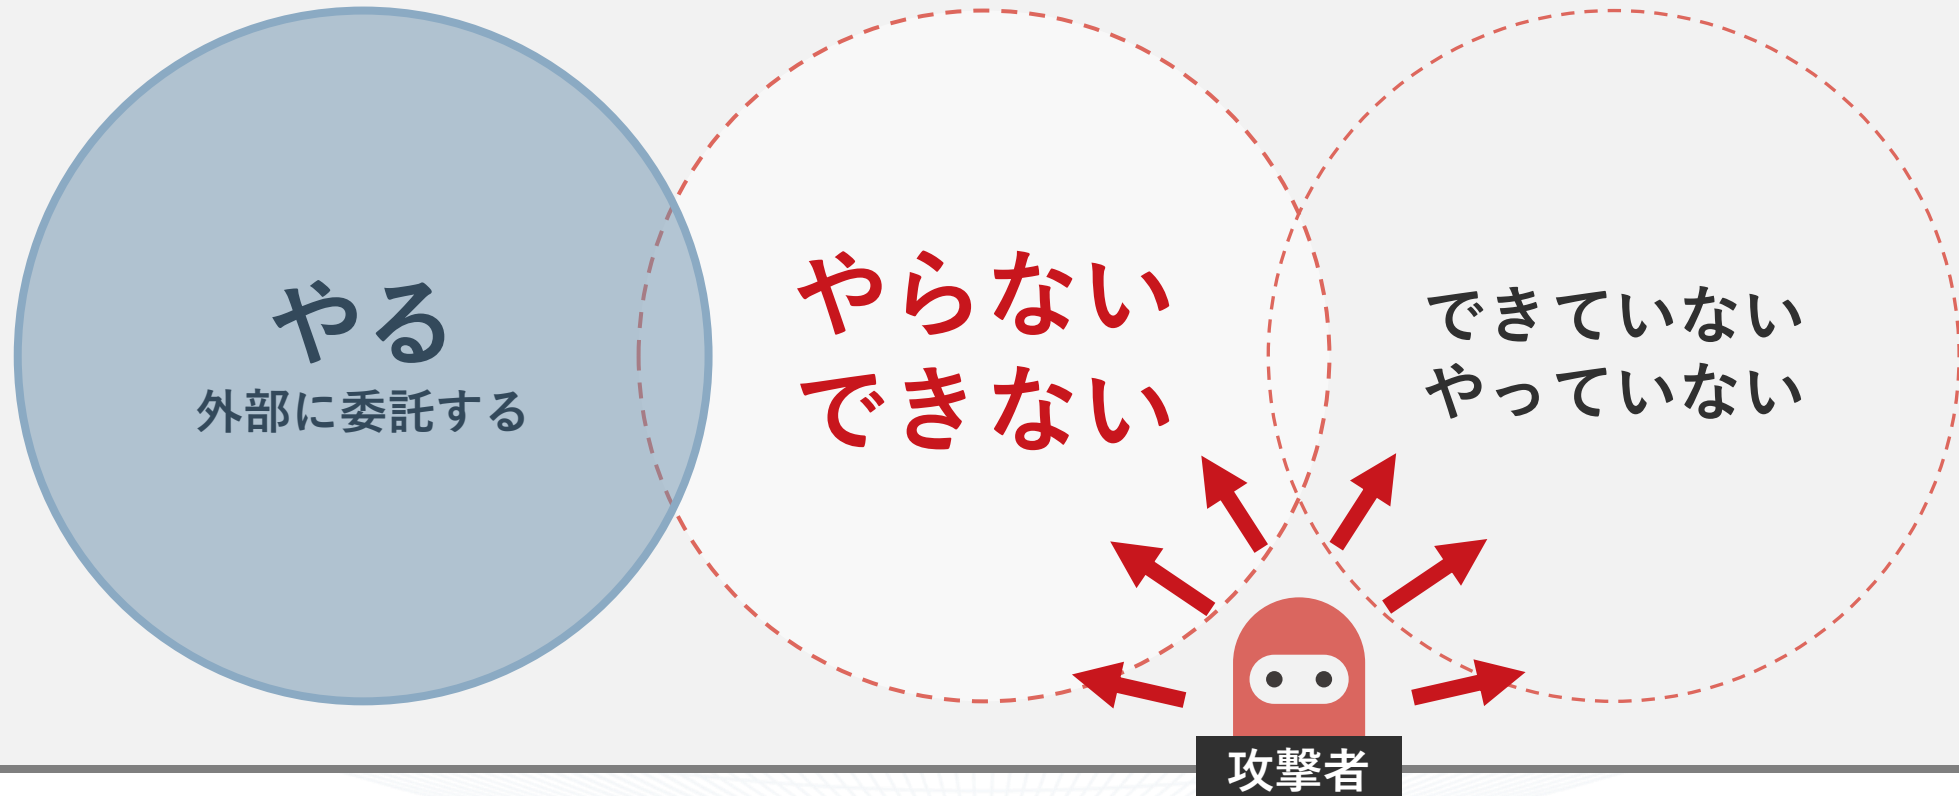 やる
外部に委託する
やらない
できない
できていない
やっていない
攻撃者